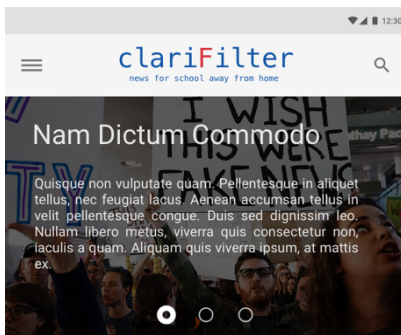 12:30
clariFilter
news for school away from home
I WISH
THIS WERE
FAKE NEWS
Nam Dictum Commodo
Quisque non vulputate quam. Pellentesque in aliquet
tellus, nec feugiat lacus. Aenean accumsan tellus in
velit pellentesque congue. Duis sed dignissim leo.
Nullam libero metus, viverra quis consectetur non,
iaculis a quam. Aliquam quis viverra ipsum, at mattis
ex.